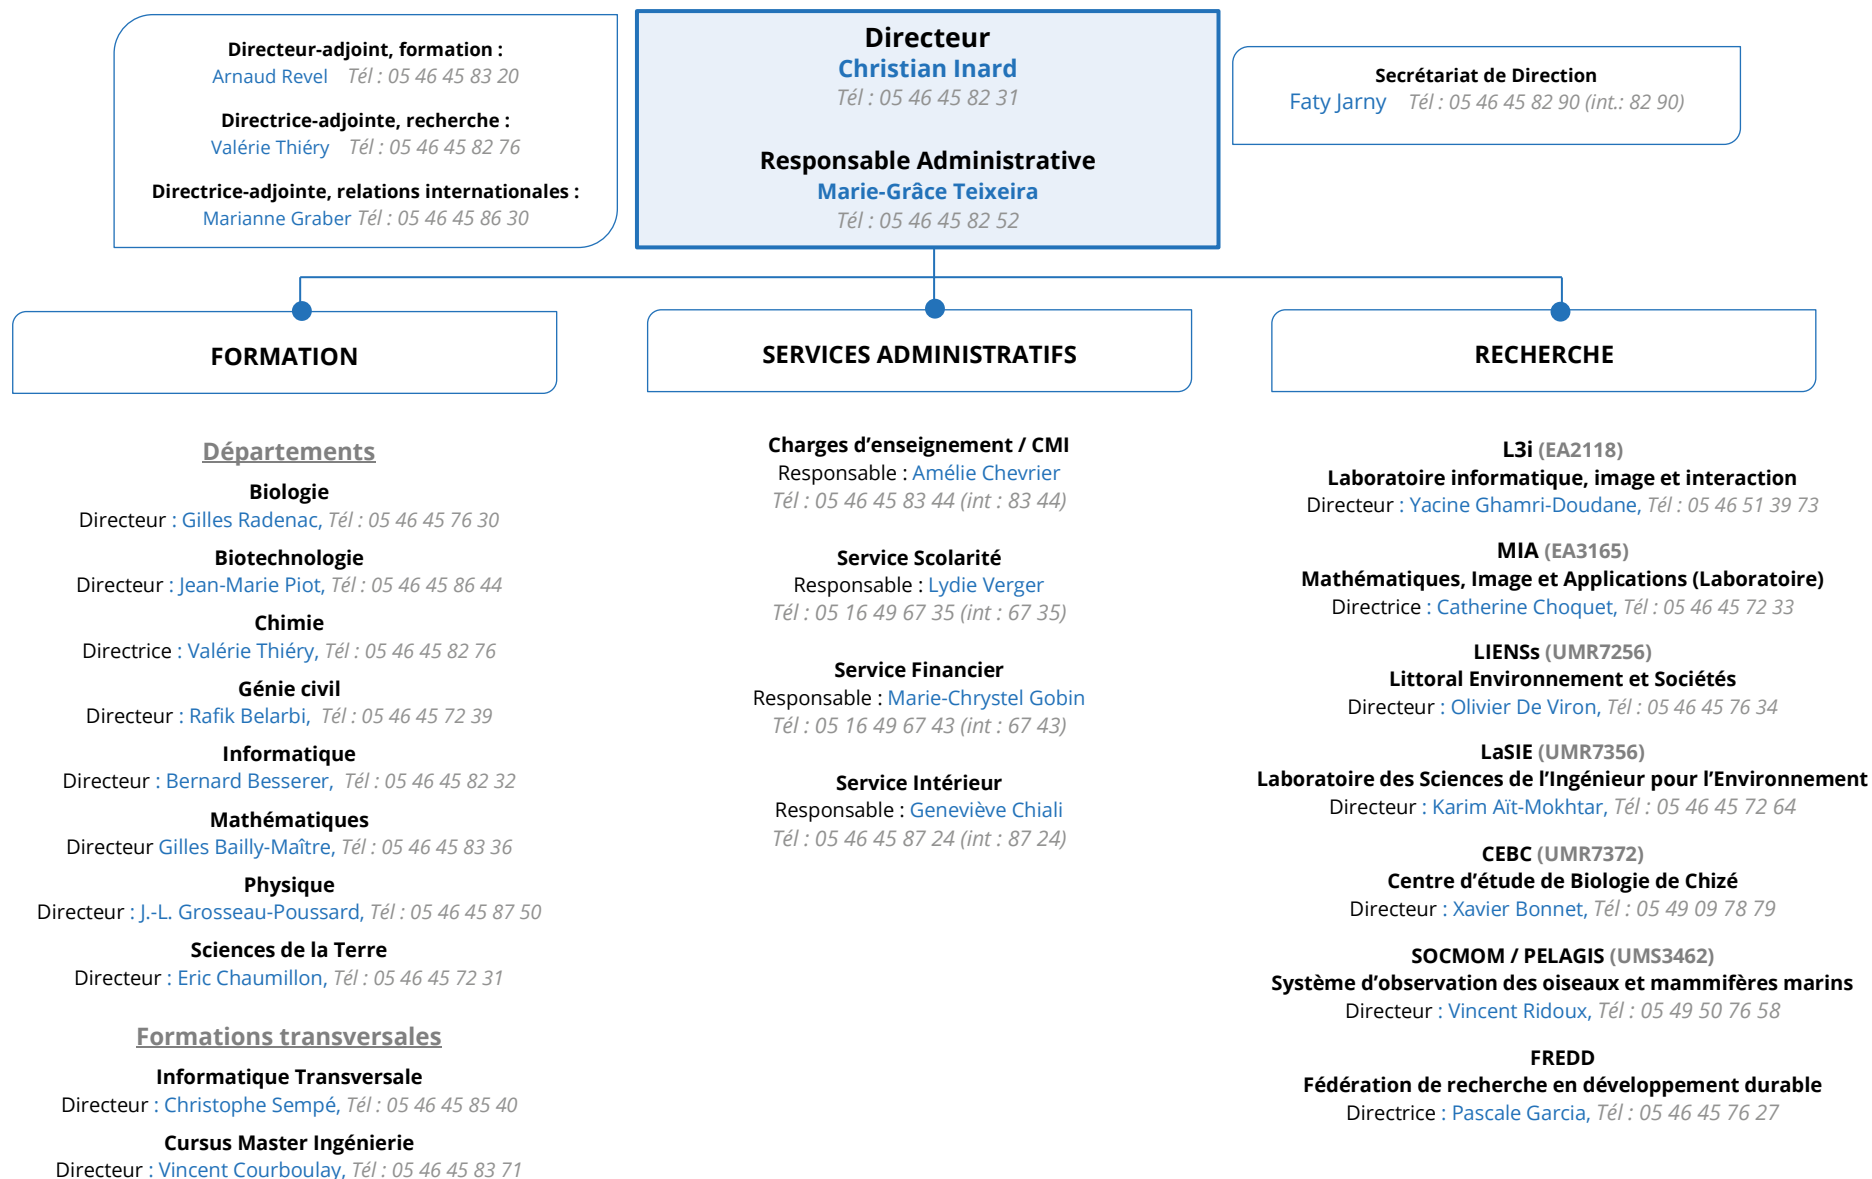 Directeur-adjoint, formation :
Arnaud Revel Tél : 05 46 45 83 20
Directrice-adjointe, recherche :
Valérie Thiéry Tél : 05 46 45 82 76
Directrice-adjointe, relations internationales :
Marianne Graber Tél : 05 46 45 86 30
Directeur
Christian Inard
Tél : 05 46 45 82 31
Responsable Administrative
Marie-Grâce Teixeira
Tél : 05 46 45 82 52
Secrétariat de Direction
Faty Jarny Tél : 05 46 45 82 90 (int.: 82 90)
FORMATION
Départements
Biologie
Directeur : Gilles Radenac, Tél : 05 46 45 76 30
Biotechnologie
Directeur : Jean-Marie Piot, Tél : 05 46 45 86 44
Chimie
Directrice : Valérie Thiéry, Tél : 05 46 45 82 76
Génie civil
Directeur : Rafik Belarbi, Tél : 05 46 45 72 39
Informatique
Directeur : Bernard Besserer, Tél : 05 46 45 82 32
Mathématiques
Directeur Gilles Bailly-Maître, Tél : 05 46 45 83 36
Physique
Directeur : J.-L. Grosseau-Poussard, Tél : 05 46 45 87 50
Sciences de la Terre
Directeur : Eric Chaumillon, Tél : 05 46 45 72 31
Formations transversales
Informatique Transversale
Directeur : Christophe Sempé, Tél : 05 46 45 85 40
Cursus Master Ingénierie
Directeur : Vincent Courboulay, Tél : 05 46 45 83 71
SERVICES ADMINISTRATIFS
Charges d’enseignement / CMI
Responsable : Amélie Chevrier
Tél : 05 46 45 83 44 (int : 83 44)
Service Scolarité
Responsable : Lydie Verger
Tél : 05 16 49 67 35 (int : 67 35)
Service Financier
Responsable : Marie-Chrystel Gobin
Tél : 05 16 49 67 43 (int : 67 43)
Service Intérieur
Responsable : Geneviève Chiali
Tél : 05 46 45 87 24 (int : 87 24)
RECHERCHE
L3i (EA2118)
Laboratoire informatique, image et interaction
Directeur : Yacine Ghamri-Doudane, Tél : 05 46 51 39 73
MIA (EA3165)
Mathématiques, Image et Applications (Laboratoire)
Directrice : Catherine Choquet, Tél : 05 46 45 72 33
LIENSs (UMR7256)
Littoral Environnement et Sociétés
Directeur : Olivier De Viron, Tél : 05 46 45 76 34
LaSIE (UMR7356)
Laboratoire des Sciences de l’Ingénieur pour l’Environnement
Directeur : Karim Aït-Mokhtar, Tél : 05 46 45 72 64
CEBC (UMR7372)
Centre d’étude de Biologie de Chizé
Directeur : Xavier Bonnet, Tél : 05 49 09 78 79
SOCMOM / PELAGIS (UMS3462)
Système d’observation des oiseaux et mammifères marins
Directeur : Vincent Ridoux, Tél : 05 49 50 76 58
FREDD
Fédération de recherche en développement durable
Directrice : Pascale Garcia, Tél : 05 46 45 76 27